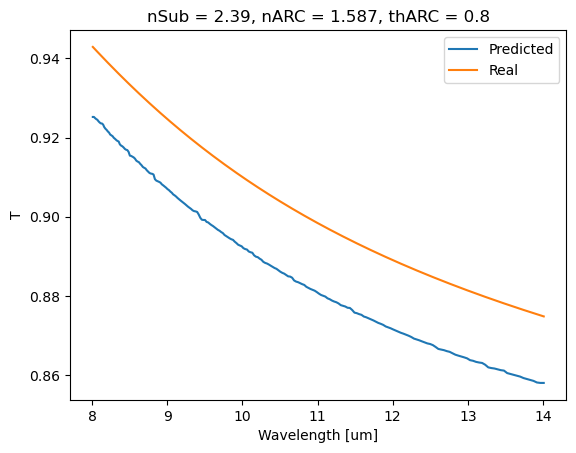 nSub = 2.39, nARC = 1.587, thARC = 0.8
Predicted
Real
T
0.94
0.92
0.90
0.88
0.86
8 9 10 11 12 13 14
Wavelength [um]